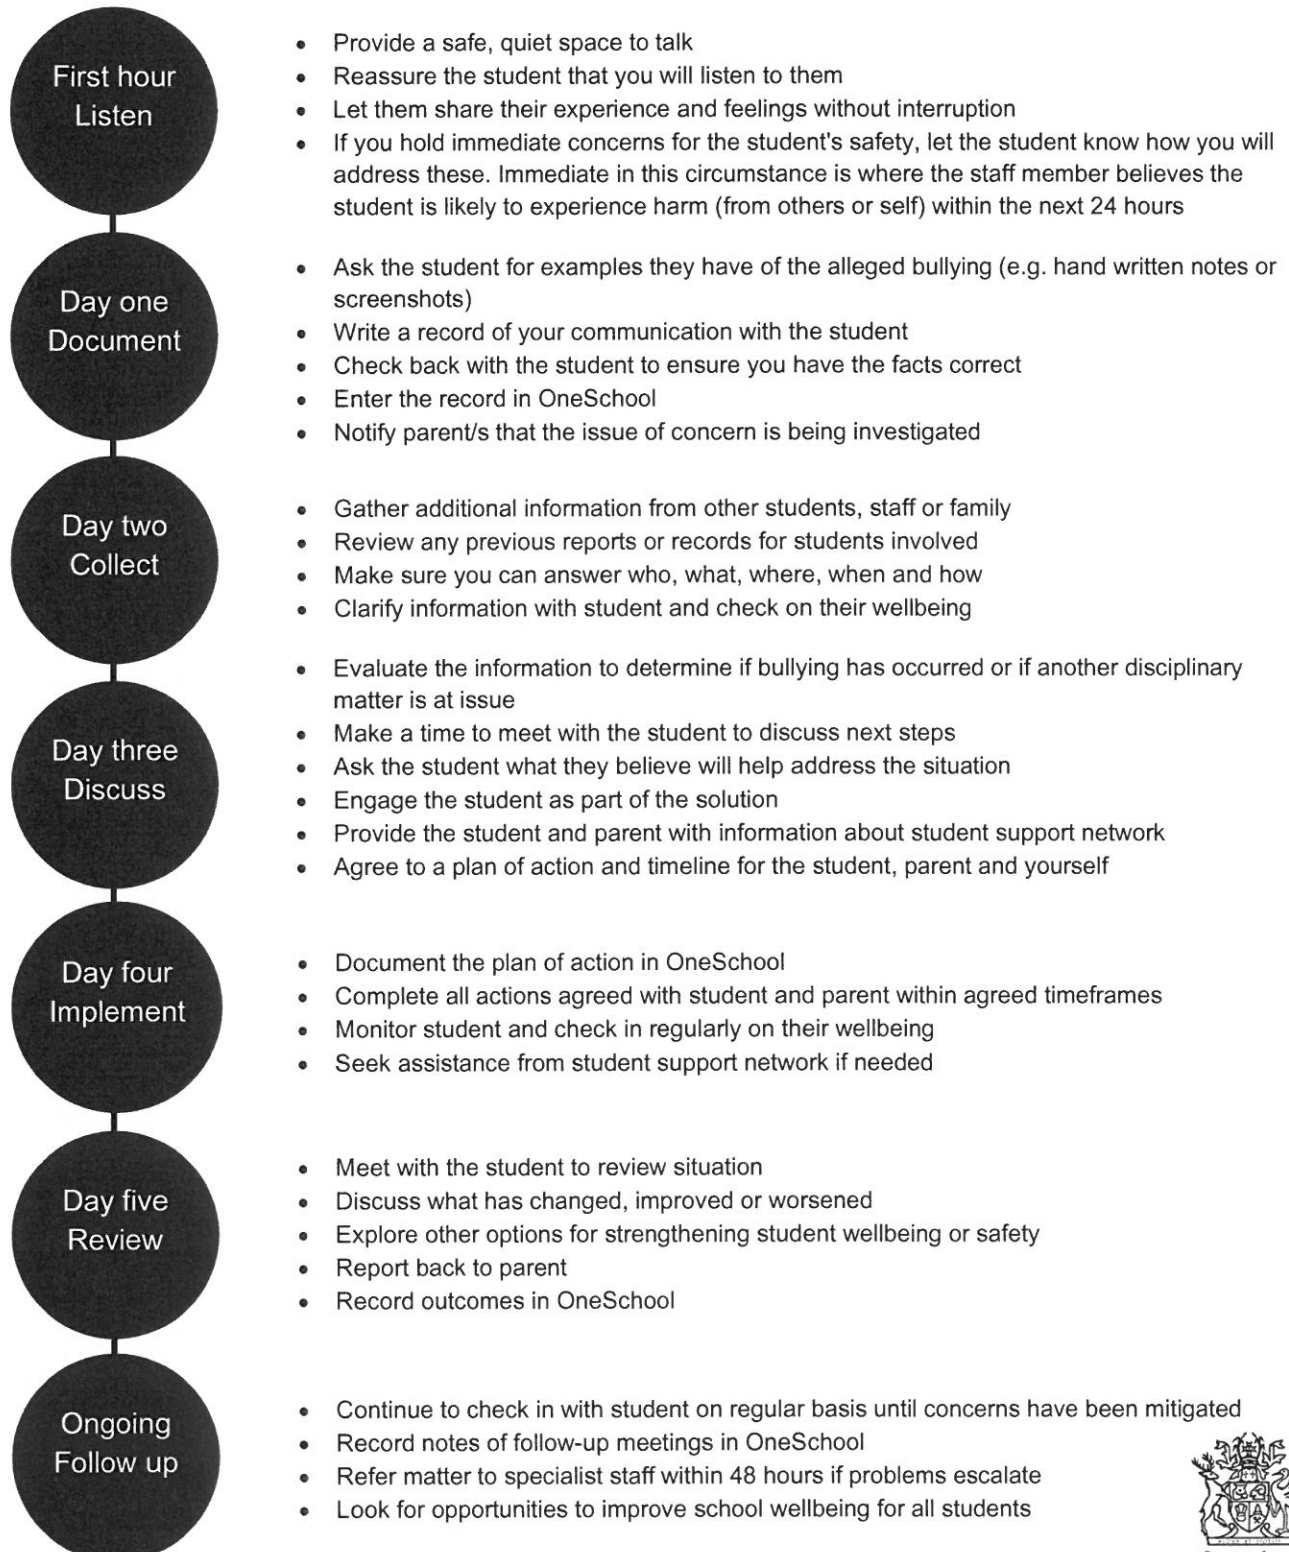 First hour
Listen
• Provide a safe, quiet space to talk
• Reassure the student that you will listen to them
• Let them share their experience and feelings without interruption
• If you hold immediate concerns for the student's safety, let the student know how you will
address these. Immediate in this circumstance is where the staff member believes the
student is likely to experience harm (from others or self) within the next 24 hours
Day one
Document
• Ask the student for examples they have of the alleged bullying (e.g. hand written notes or
screenshots)
• Write a record of your communication with the student
• Check back with the student to ensure you have the facts correct
• Enter the record in OneSchool
• Notify parent/s that the issue of concern is being investigated
Day two
Collect
• Gather additional information from other students, staff or family
• Review any previous reports or records for students involved
• Make sure you can answer who, what, where, when and how
• Clarify information with student and check on their wellbeing
Day three
Discuss
• Evaluate the information to determine if bullying has occurred or if another disciplinary
matter is at issue
• Make a time to meet with the student to discuss next steps
• Ask the student what they believe will help address the situation
• Engage the student as part of the solution
• Provide the student and parent with information about student support network
• Agree to a plan of action and timeline for the student, parent and yourself
Day four
Implement
• Document the plan of action in OneSchool
• Complete all actions agreed with student and parent within agreed timeframes
• Monitor student and check in regularly on their wellbeing
• Seek assistance from student support network if needed
Day five
Review
• Meet with the student to review situation
• Discuss what has changed, improved or worsened
• Explore other options for strengthening student wellbeing or safety
• Report back to parent
• Record outcomes in OneSchool
Ongoing
Follow up
• Continue to check in with student on regular basis until concerns have been mitigated
• Record notes of follow-up meetings in OneSchool
• Refer matter to specialist staff within 48 hours if problems escalate
• Look for opportunities to improve school wellbeing for all students